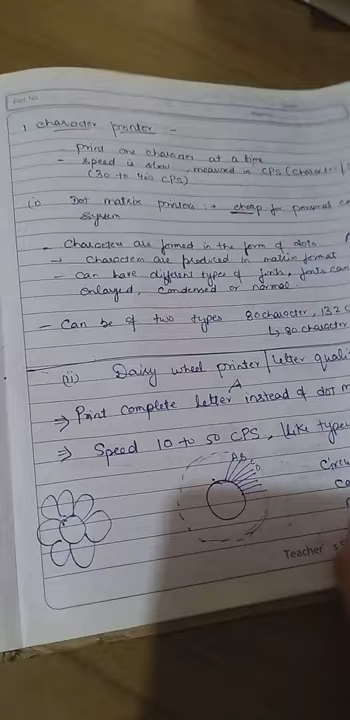 1 character printer -
print one character at a time
- speed is slow, measured in CPS (Character
(30 to 400 CPS)
(i) Dot matrix printers :→ cheap for personal
system
- Characters are formed in the form of dots
→ Characters are produced in matrix format
- Can have different types of fonts, fonts can
enlarged, condensed or normal
- Can be of two types 80 character, 132 c
↳ 80 character
(ii) Daisy wheel printer / Letter quali
⇒ Print complete letter instead of dot m
A
⇒ Speed 10 to 50 CPS, like type
A B
D
Circu
Teacher's S